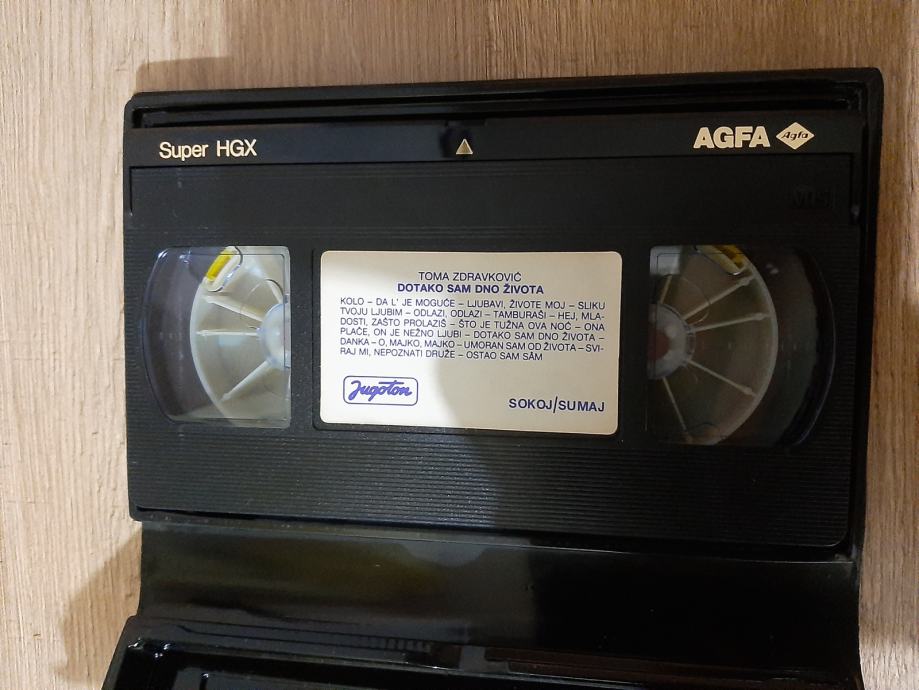 Super HGX
AGFA Agfa
VHS
TOMA ZDRAVKOVIĆ
DOTAKO SAM DNO ŽIVOTA
KOLO – DA L' JE MOGUĆE – LJUBAVI, ŽIVOTE MOJ – SLIKU
TVOJU LJUBIM – ODLAZI, ODLAZI – TAMBURAŠI – HEJ, MLA-
DOSTI, ZAŠTO PROLAZIŠ – ŠTO JE TUŽNA OVA NOĆ – ONA
PLAČE, ON JE NEŽNO LJUBI – DOTAKO SAM DNO ŽIVOTA –
DANKA – O, MAJKO, MAJKO – UMORAN SAM OD ŽIVOTA – SVI-
RAJ MI, NEPOZNATI DRUŽE – OSTAO SAM SÂM
Jugoton
SOKOJ/SUMAJ